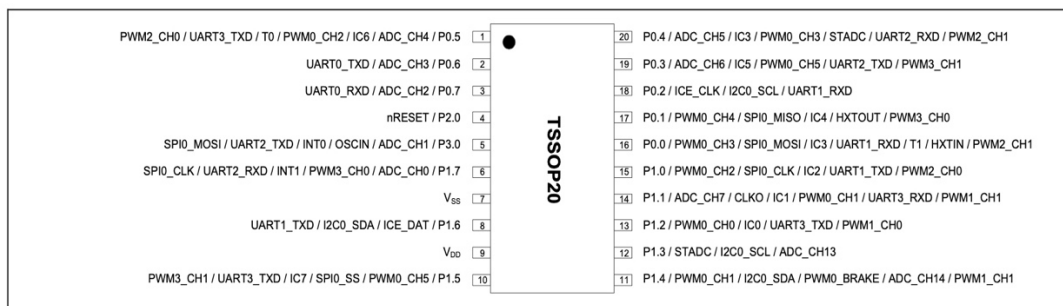 PWM2_CH0 / UART3_TXD / T0 / PWM0_CH2 / IC6 / ADC_CH4 / P0.5 1
UART0_TXD / ADC_CH3 / P0.6 2
UART0_RXD / ADC_CH2 / P0.7 3
nRESET / P2.0 4
SPI0_MOSI / UART2_TXD / INT0 / OSCIN / ADC_CH1 / P3.0 5
SPI0_CLK / UART2_RXD / INT1 / PWM3_CH0 / ADC_CH0 / P1.7 6
VSS 7
UART1_TXD / I2C0_SDA / ICE_DAT / P1.6 8
VDD 9
PWM3_CH1 / UART3_TXD / IC7 / SPI0_SS / PWM0_CH5 / P1.5 10
TSSOP20
20 P0.4 / ADC_CH5 / IC3 / PWM0_CH3 / STADC / UART2_RXD / PWM2_CH1
19 P0.3 / ADC_CH6 / IC5 / PWM0_CH5 / UART2_TXD / PWM3_CH1
18 P0.2 / ICE_CLK / I2C0_SCL / UART1_RXD
17 P0.1 / PWM0_CH4 / SPI0_MISO / IC4 / HXTOUT / PWM3_CH0
16 P0.0 / PWM0_CH3 / SPI0_MOSI / IC3 / UART1_RXD / T1 / HXTIN / PWM2_CH1
15 P1.0 / PWM0_CH2 / SPI0_CLK / IC2 / UART1_TXD / PWM2_CH0
14 P1.1 / ADC_CH7 / CLKO / IC1 / PWM0_CH1 / UART3_RXD / PWM1_CH1
13 P1.2 / PWM0_CH0 / IC0 / UART3_TXD / PWM1_CH0
12 P1.3 / STADC / I2C0_SCL / ADC_CH13
11 P1.4 / PWM0_CH1 / I2C0_SDA / PWM0_BRAKE / ADC_CH14 / PWM1_CH1